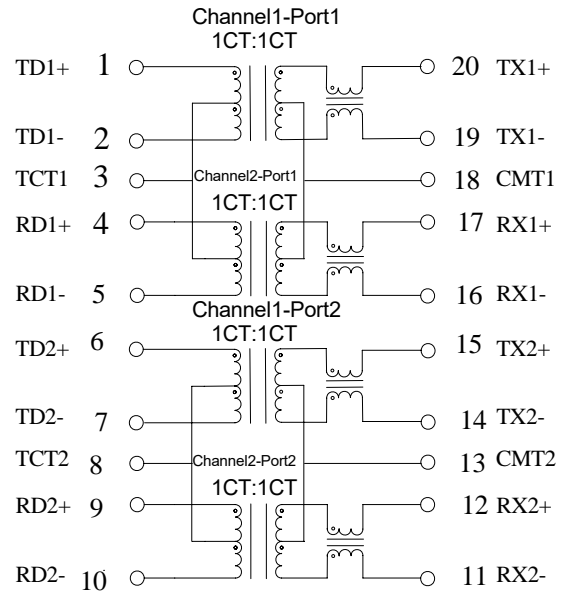 Channel1-Port1
1CT:1CT
TD1+ 1 20 TX1+
TD1- 2 19 TX1-
TCT1 3 Channel2-Port1 18 CMT1
1CT:1CT
RD1+ 4 17 RX1+
RD1- 5 16 RX1-
Channel1-Port2
1CT:1CT
TD2+ 6 15 TX2+
TD2- 7 14 TX2-
TCT2 8 Channel2-Port2 13 CMT2
1CT:1CT
RD2+ 9 12 RX2+
RD2- 10 11 RX2-